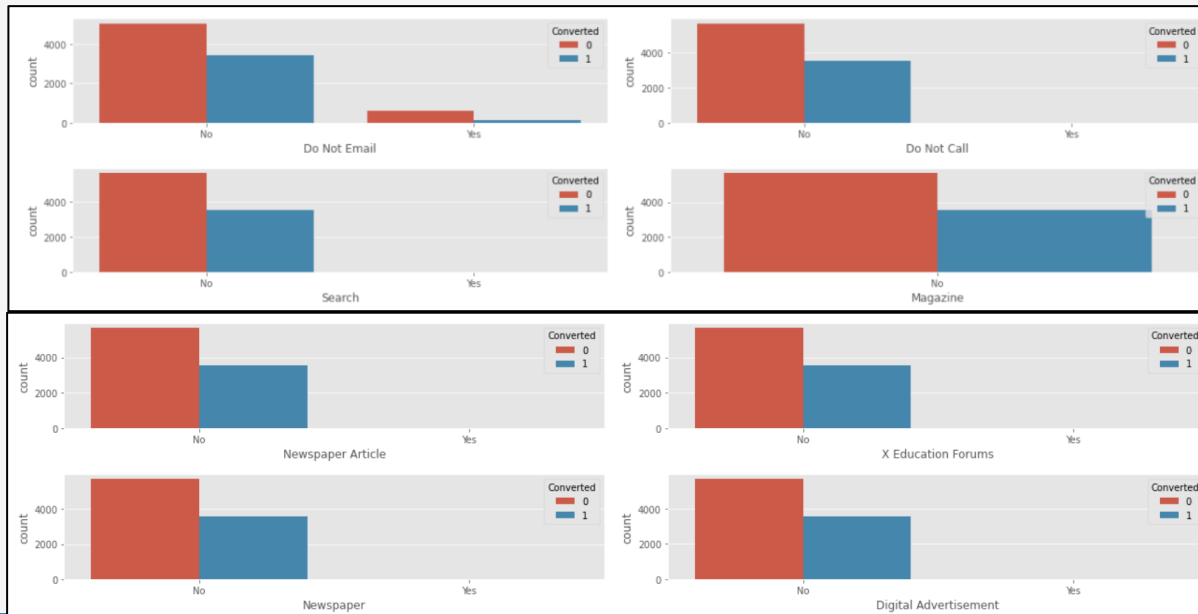 Converted
0
1
4000
2000
0
count
No
Yes
Do Not Email
Converted
0
1
4000
2000
0
count
No
Yes
Do Not Call
Converted
0
1
4000
2000
0
count
No
Yes
Search
Converted
0
1
4000
2000
0
count
No
Magazine
Converted
0
1
4000
2000
0
count
No
Yes
Newspaper Article
Converted
0
1
4000
2000
0
count
No
Yes
X Education Forums
Converted
0
1
4000
2000
0
count
No
Yes
Newspaper
Converted
0
1
4000
2000
0
count
No
Yes
Digital Advertisement